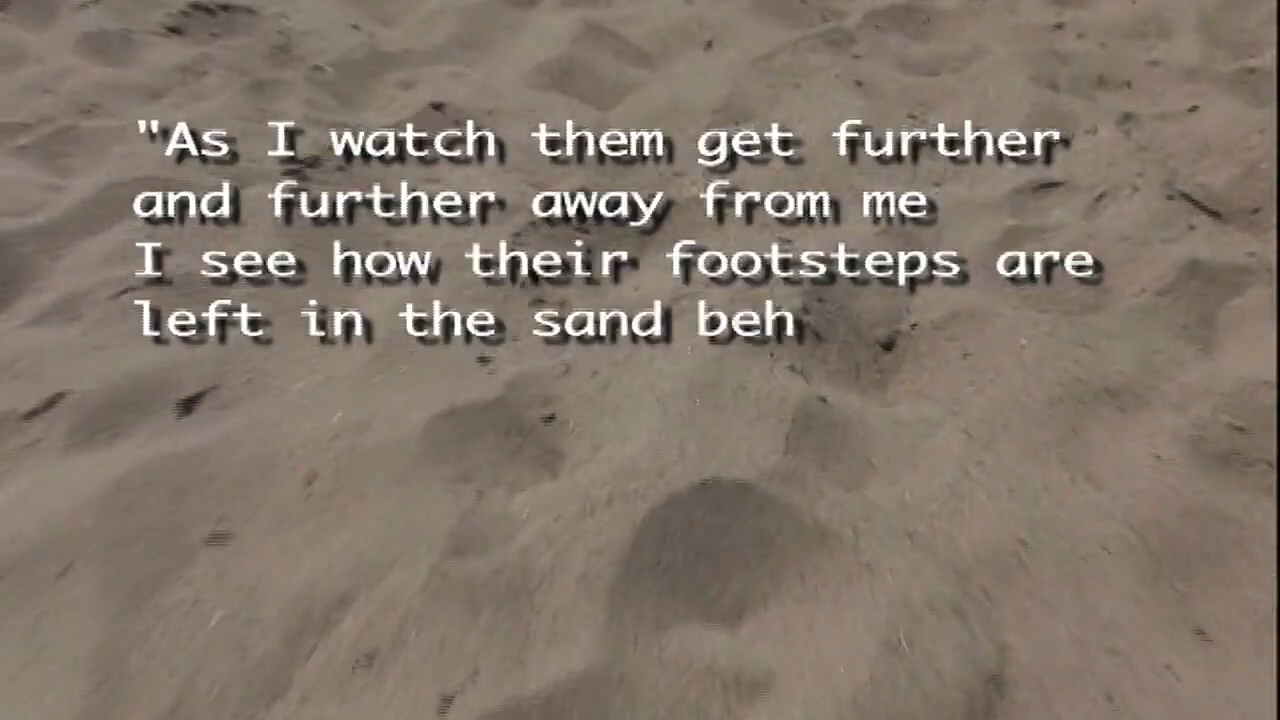 "As I watch them get further
and further away from me
I see how their footsteps are
left in the sand beh